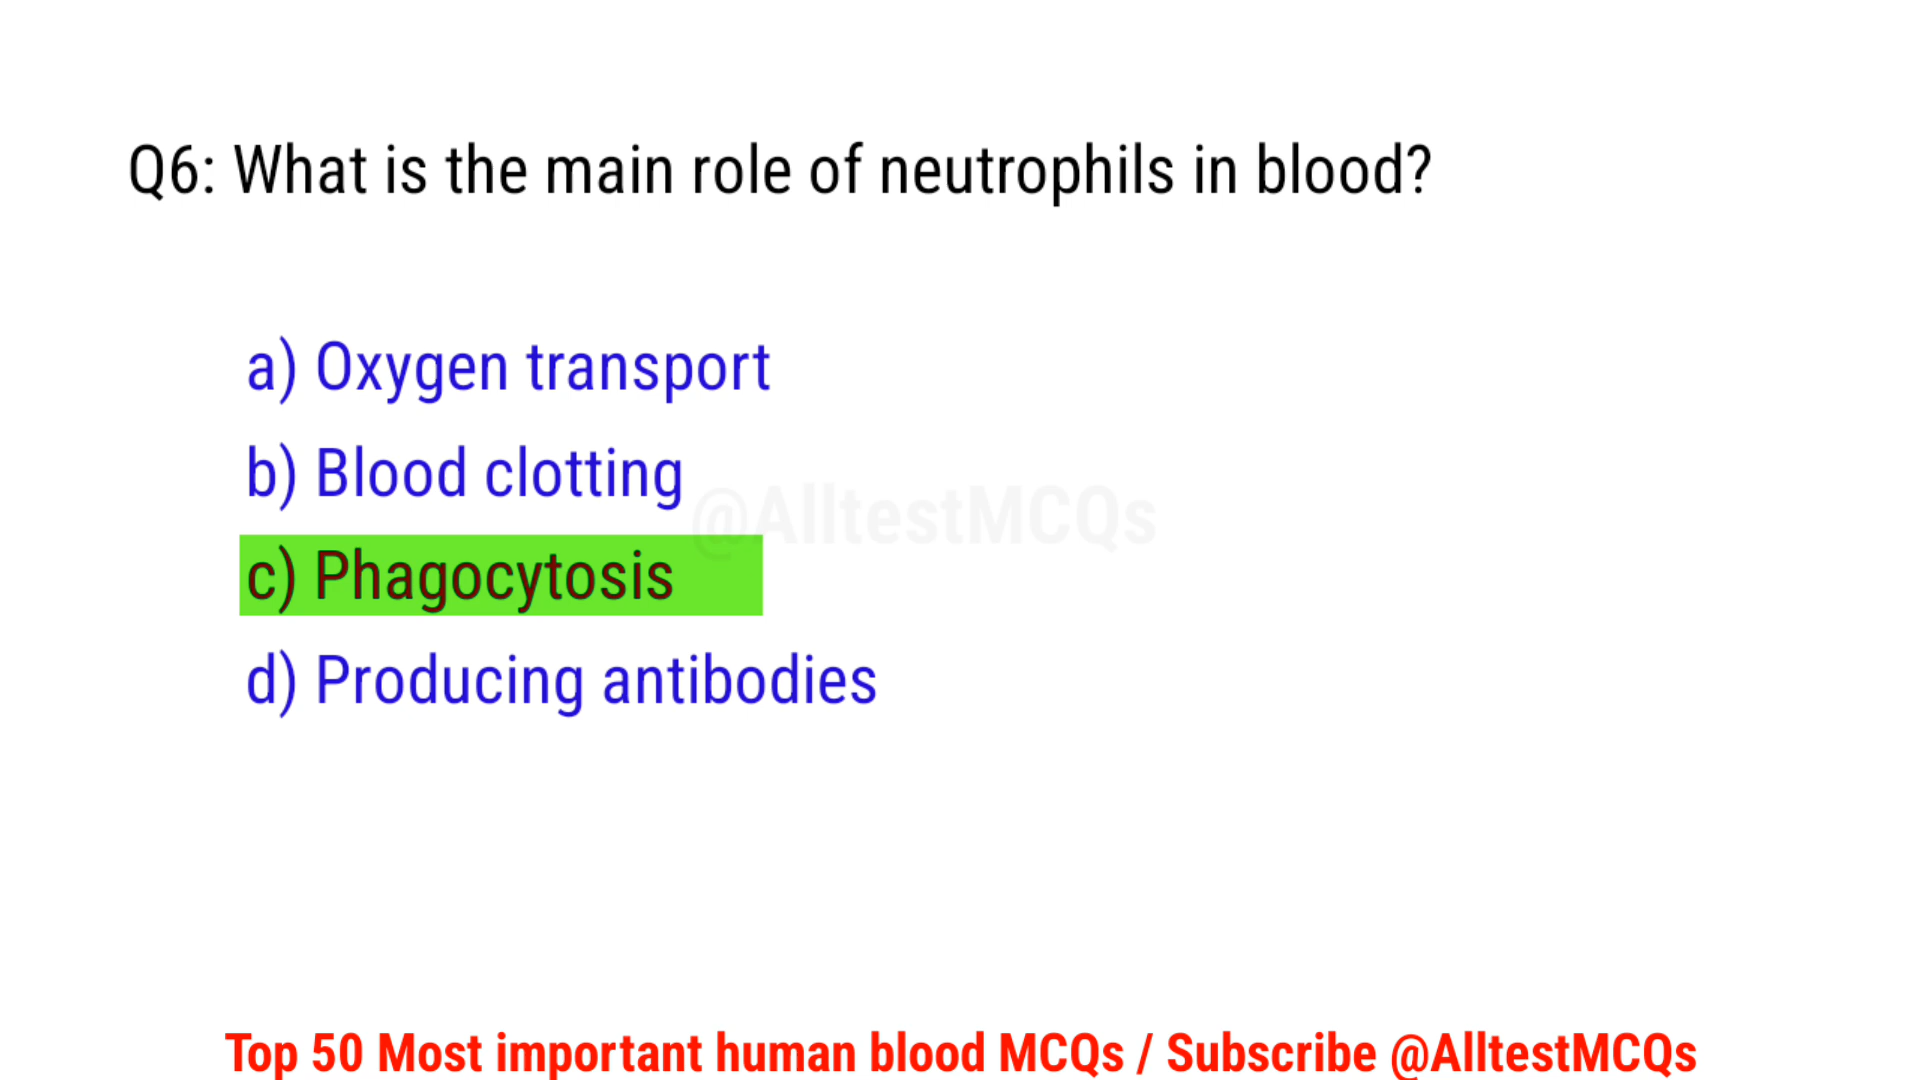 Q6: What is the main role of neutrophils in blood?
a) Oxygen transport
b) Blood clotting
@AlltestMCQs
c) Phagocytosis
d) Producing antibodies
Top 50 Most important human blood MCQs / Subscribe @AlltestMCQs